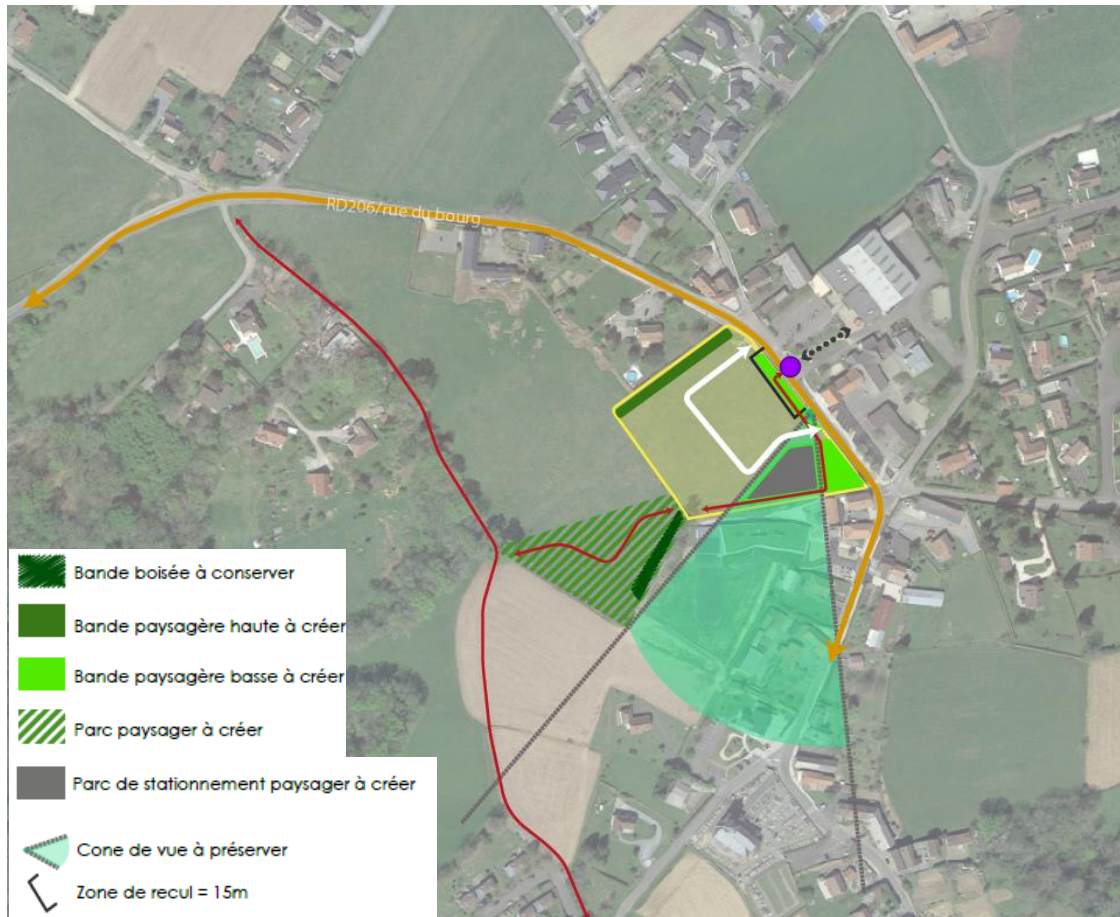 RD206/rue du bourg
Bande boisée à conserver
Bande paysagère haute à créer
Bande paysagère basse à créer
Parc paysager à créer
Parc de stationnement paysager à créer
Cone de vue à préserver
Zone de recul = 15m